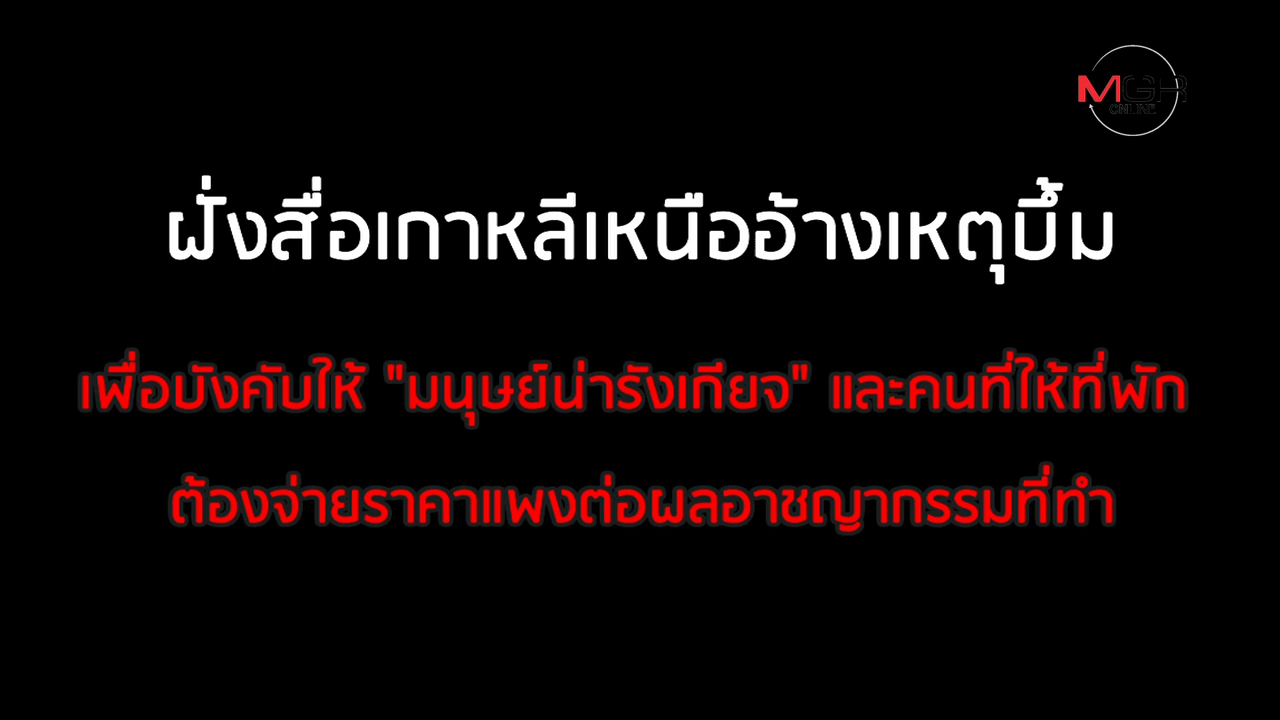 MGR
ONLINE
ฝั่งสื่อเกาหลีเหนืออ้างเหตุบึ้ม
เพื่อบังคับให้ "มนุษย์น่ารังเกียจ" และคนที่ให้ที่พัก
ต้องจ่ายราคาแพงต่อผลอาชญากรรมที่ทำ